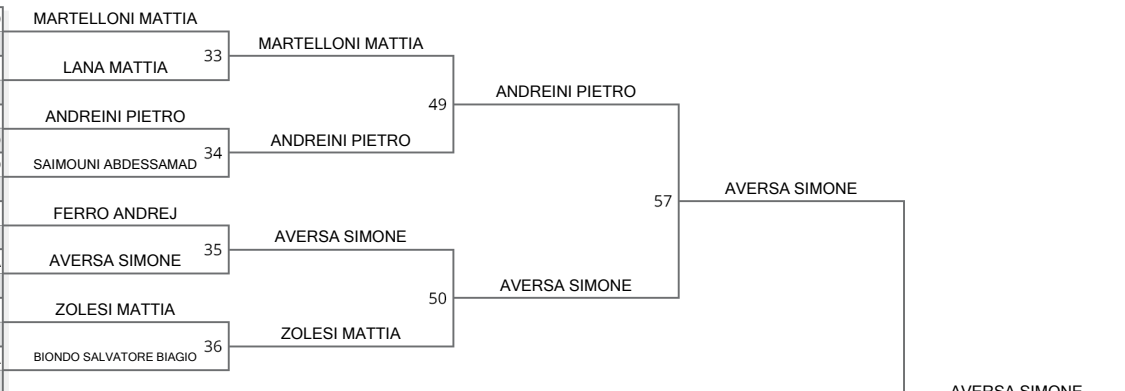 MARTELLONI MATTIA
33
LANA MATTIA
MARTELLONI MATTIA
49
ANDREINI PIETRO
34
SAIMOUNI ABDESSAMAD
ANDREINI PIETRO
ANDREINI PIETRO
57
FERRO ANDREJ
35
AVERSA SIMONE
AVERSA SIMONE
50
ZOLESI MATTIA
36
BIONDO SALVATORE BIAGIO
ZOLESI MATTIA
AVERSA SIMONE
AVERSA SIMONE
AVERSA SIMONE